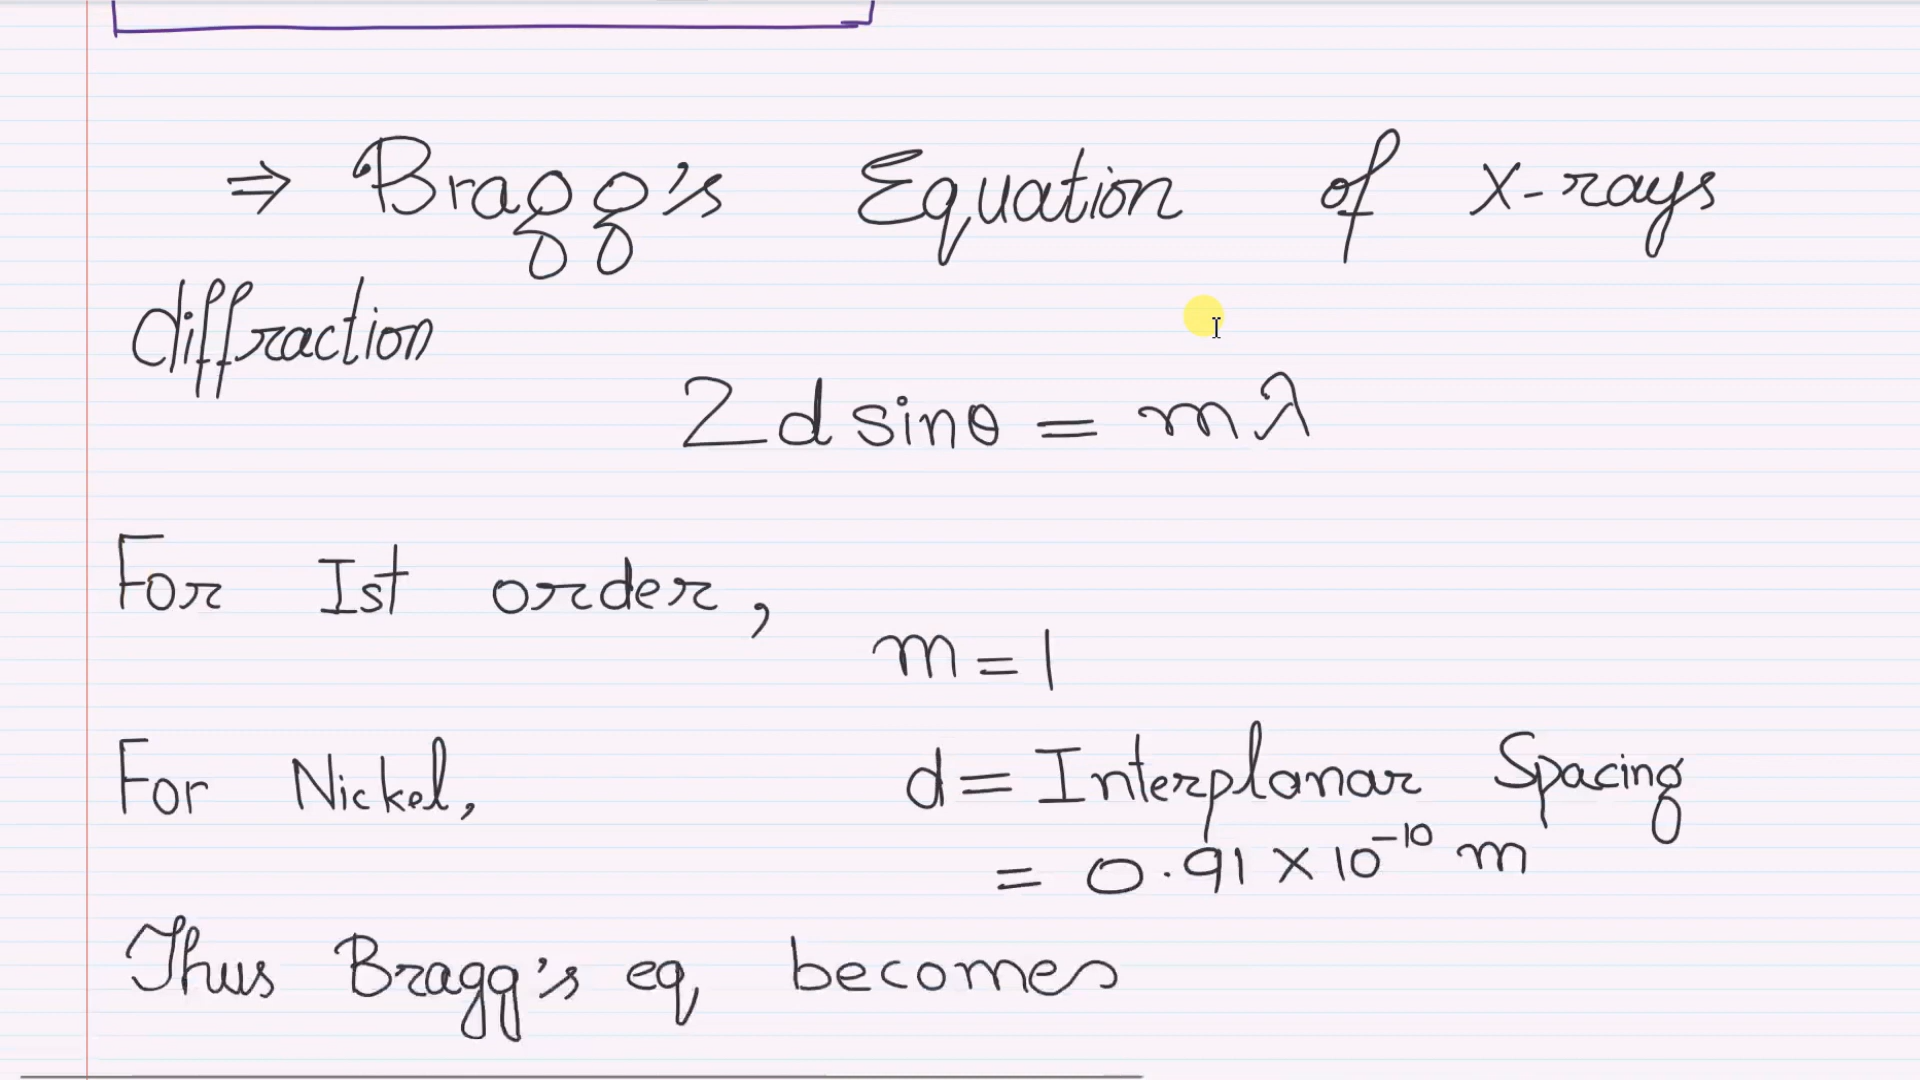 ⇒ Bragg's Equation of X-rays
diffraction
2 d sinθ = mλ
For Ist order,
m = 1
For Nickel, d = Interplanar Spacing
= 0.91 × 10⁻¹⁰ m
Thus Bragg's eq becomes